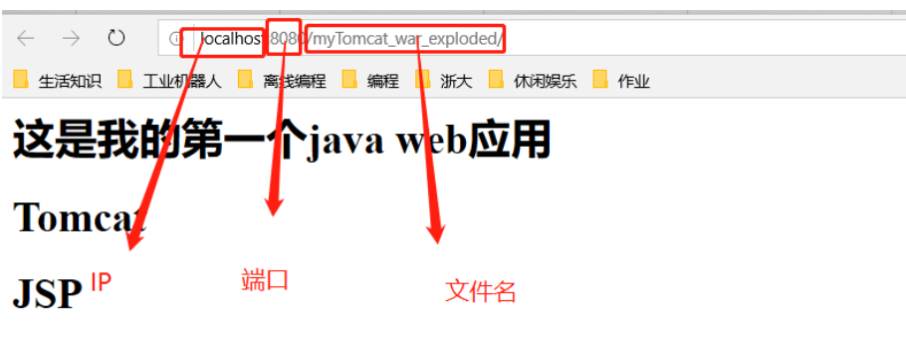 localhost:8080/myTomcat_war_exploded/
生活知识 工业机器人 离线编程 编程 浙大 休闲娱乐 作业
这是我的第一个java web应用
Tomcat
JSP IP 端口 文件名